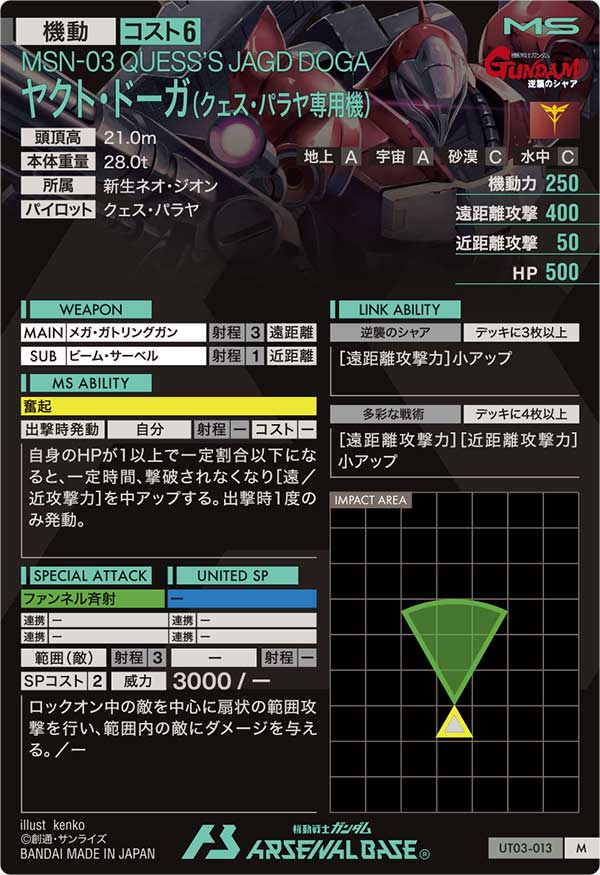 機動 コスト6
MS
MSN-03 QUESS'S JAGD DOGA
ヤクト・ドーガ(クェス・パラヤ専用機)
機動戦士ガンダム
GUNDAM
逆襲のシャア
頭頂高 21.0m
本体重量 28.0t
所属 新生ネオ・ジオン
パイロット クェス・パラヤ
地上 A 宇宙 A 砂漠 C 水中 C
機動力 250
遠距離攻撃 400
近距離攻撃 50
HP 500
WEAPON
MAIN メガ・ガトリングガン 射程 3 遠距離
SUB ビーム・サーベル 射程 1 近距離
MS ABILITY
奮起
出撃時発動 自分 射程 ー コスト ー
自身のHPが1以上で一定割合以下にな
ると、一定時間、撃破されなくなり[遠/
近攻撃力]を中アップする。出撃時1度の
み発動。
LINK ABILITY
逆襲のシャア デッキに3枚以上
[遠距離攻撃力]小アップ
多彩な戦術 デッキに4枚以上
[遠距離攻撃力][近距離攻撃力]
小アップ
IMPACT AREA
SPECIAL ATTACK UNITED SP
ファンネル斉射 ー
連携 ー 連携 ー
連携 ー 連携 ー
範囲(敵) 射程 3 ー 射程 ー
SPコスト 2 威力 3000 / ー
ロックオン中の敵を中心に扇状の範囲攻
撃を行い、範囲内の敵にダメージを与え
る。/ー
illust kenko
©創通・サンライズ
BANDAI MADE IN JAPAN
機動戦士ガンダム
AB ARSENAL BASE ®
UT03-013 M